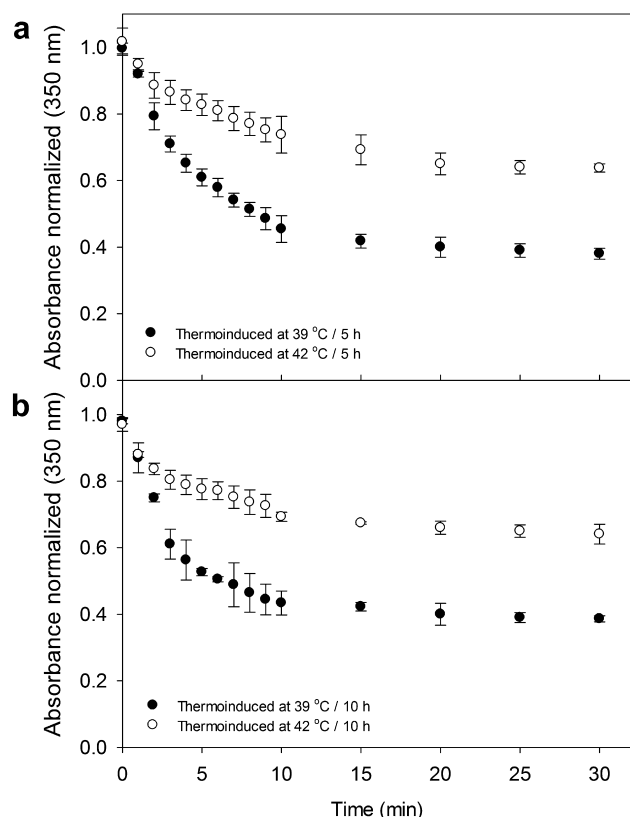 a
Absorbance normalized (350 nm)
1.0
0.8
0.6
0.4
0.2
0.0
Thermoinduced at 39 °C / 5 h
Thermoinduced at 42 °C / 5 h
b
Absorbance normalized (350 nm)
1.0
0.8
0.6
0.4
0.2
0.0
Thermoinduced at 39 °C / 10 h
Thermoinduced at 42 °C / 10 h
0 5 10 15 20 25 30
Time (min)